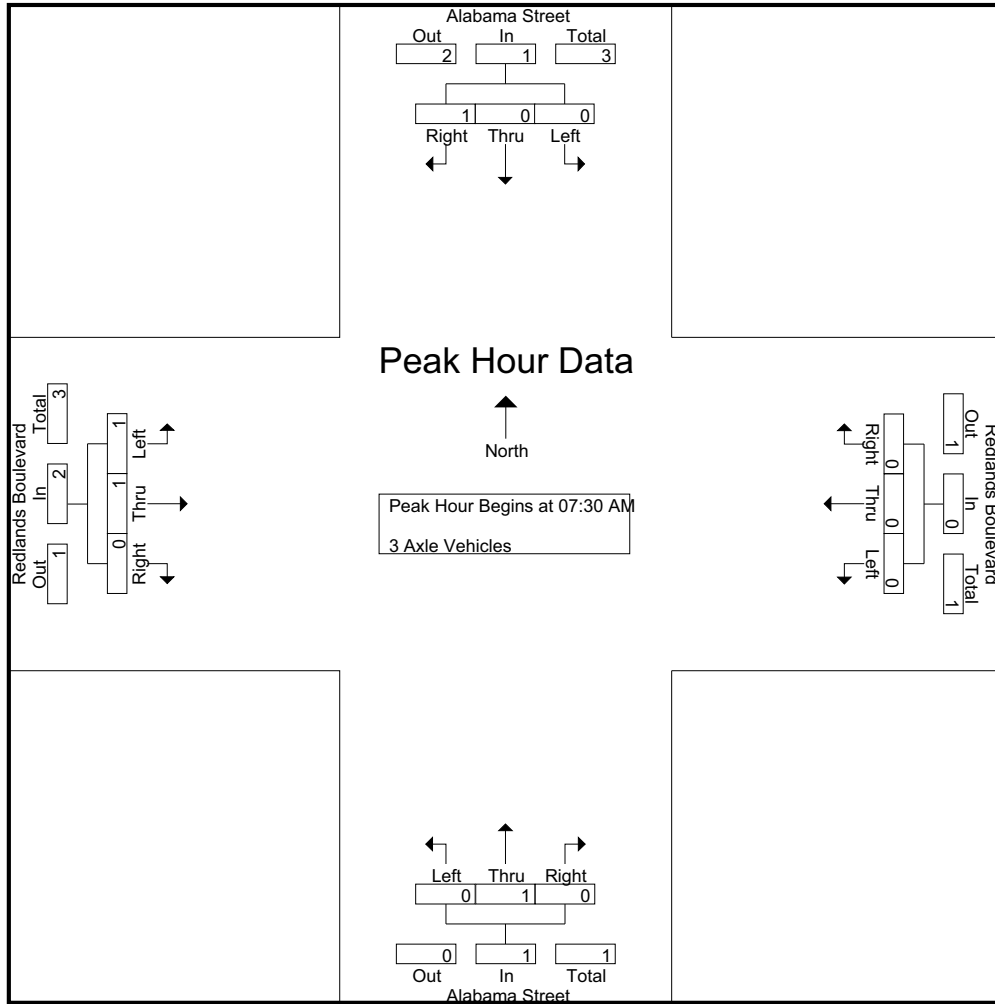 Alabama Street
Out In Total
2 1 3
1 0 0
Right Thru Left
Peak Hour Data
North
Peak Hour Begins at 07:30 AM
3 Axle Vehicles
Redlands Boulevard
Out In Total
1 2 3
Right Thru Left
0 1 1
Redlands Boulevard
Out In Total
1 0 1
Right Thru Left
0 0 0
Left Thru Right
0 1 0
0 1 1
Out In Total
Alabama Street